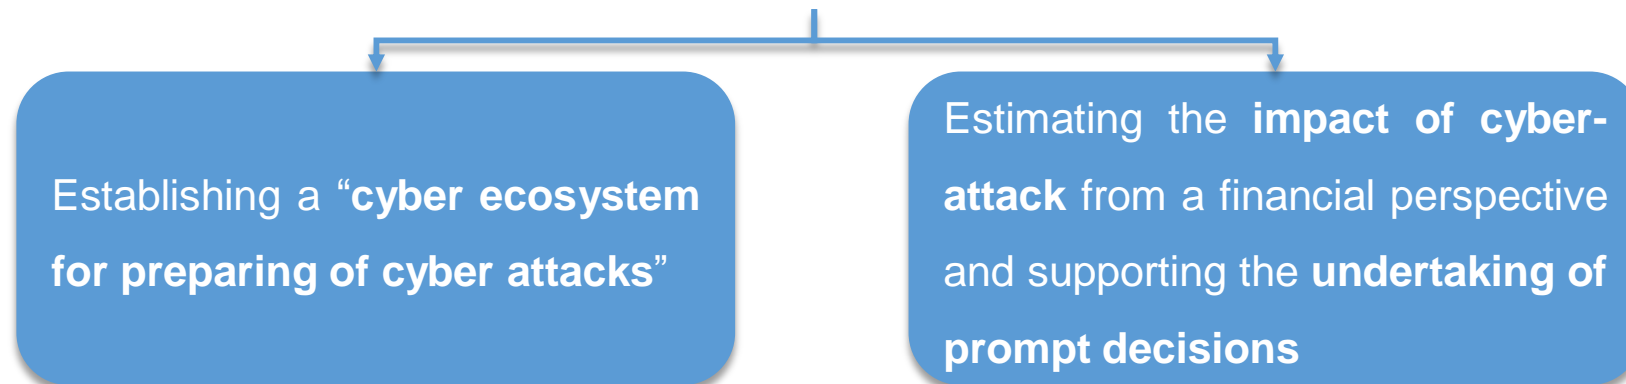 Establishing a “cyber ecosystem
for preparing of cyber attacks”
Estimating the impact of cyber-
attack from a financial perspective
and supporting the undertaking of
prompt decisions